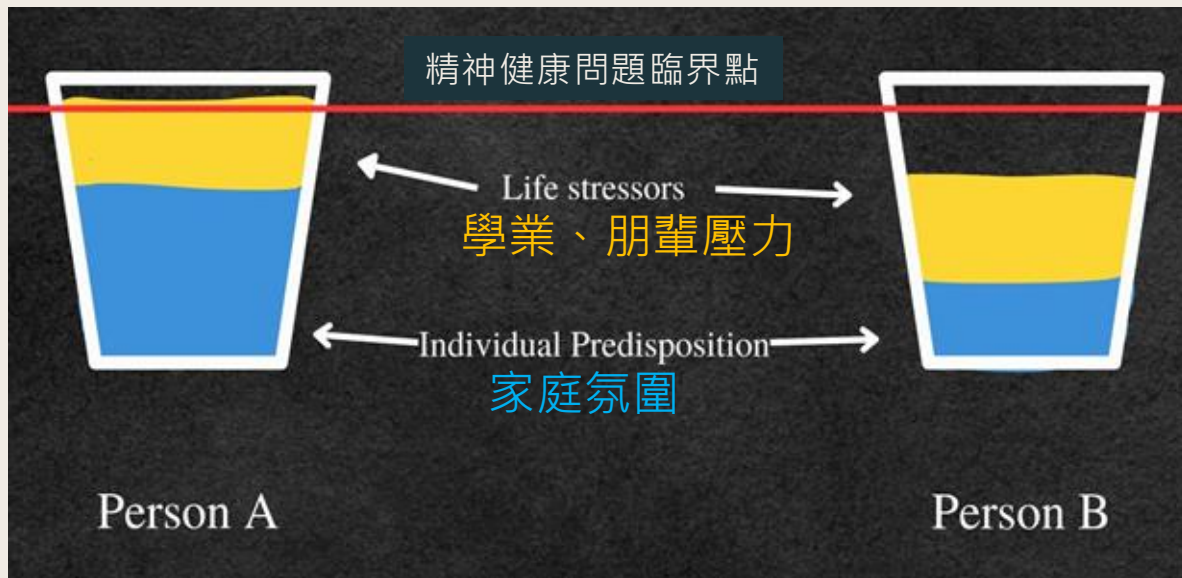 精神健康問題臨界點
Life stressors
學業、朋輩壓力
Individual Predisposition
家庭氛圍
Person A
Person B